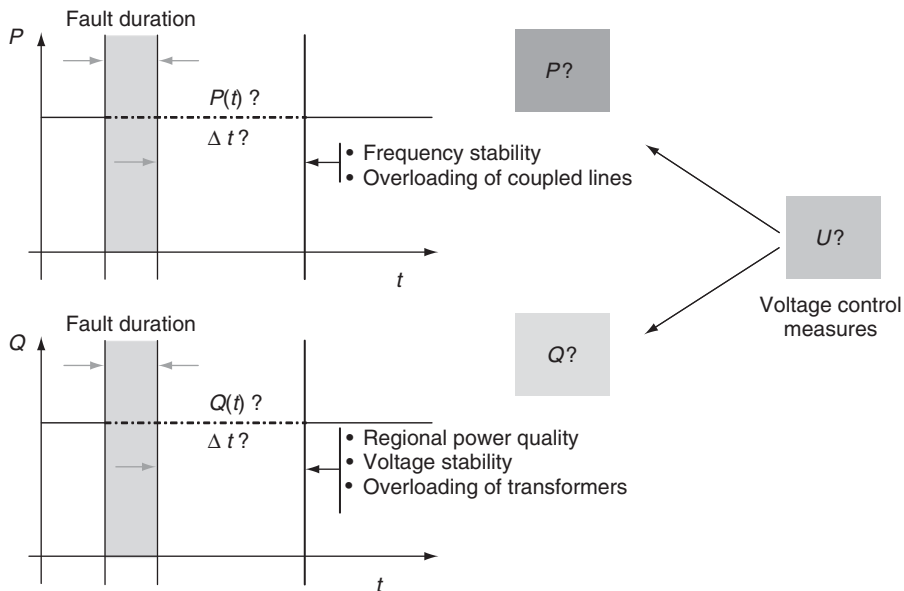 Fault duration
P
P(t) ?
Δ t?
• Frequency stability
• Overloading of coupled lines
t
P?
U?
Voltage control
measures
Fault duration
Q
Q(t) ?
Δ t?
• Regional power quality
• Voltage stability
• Overloading of transformers
t
Q?